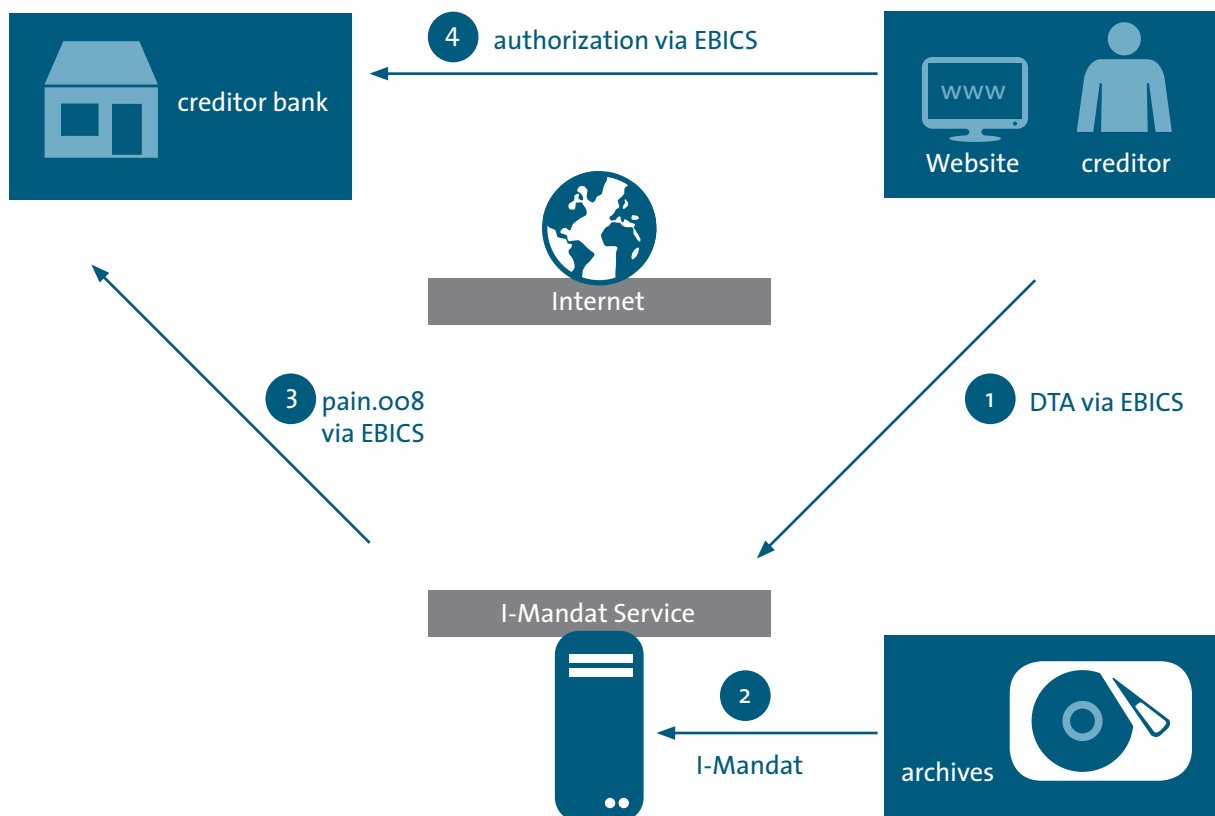 4 authorization via EBICS
creditor bank
www
Website creditor
Internet
3 pain.008
via EBICS
1 DTA via EBICS
I-Mandat Service
2
I-Mandat
archives